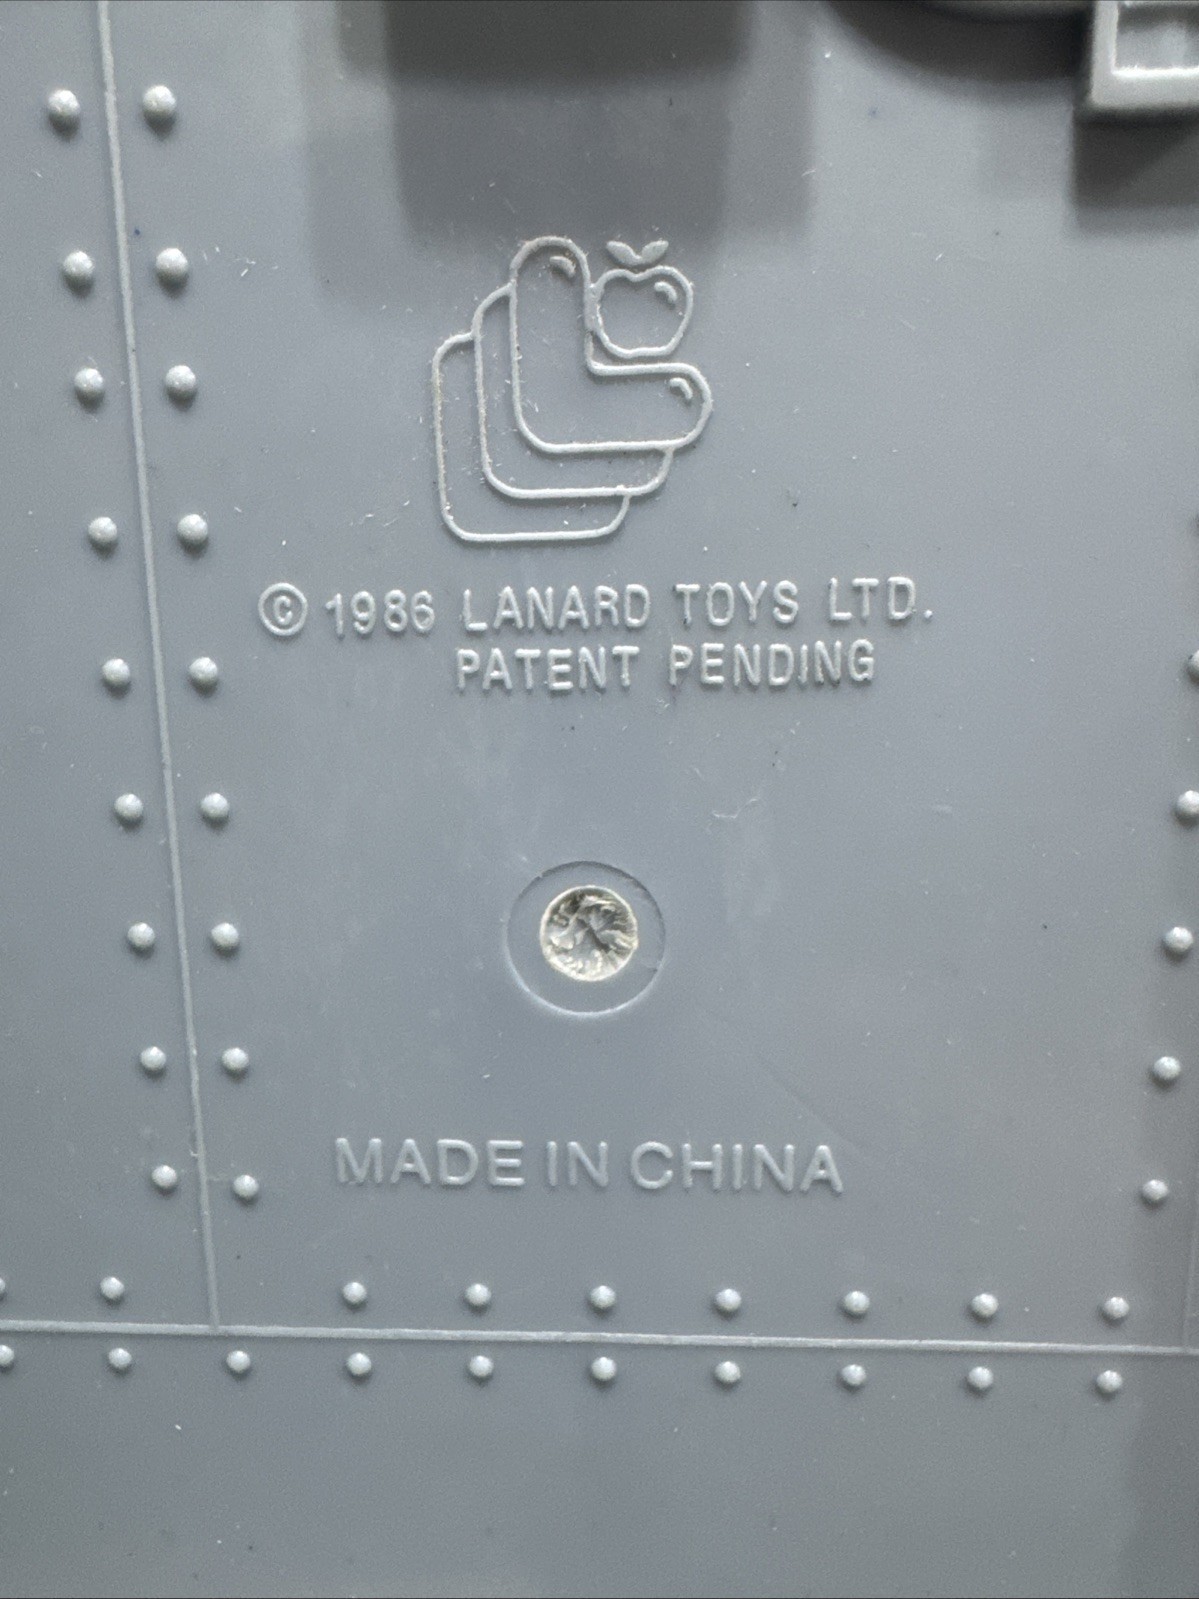 © 1986 LANARD TOYS LTD.
PATENT PENDING
MADE IN CHINA